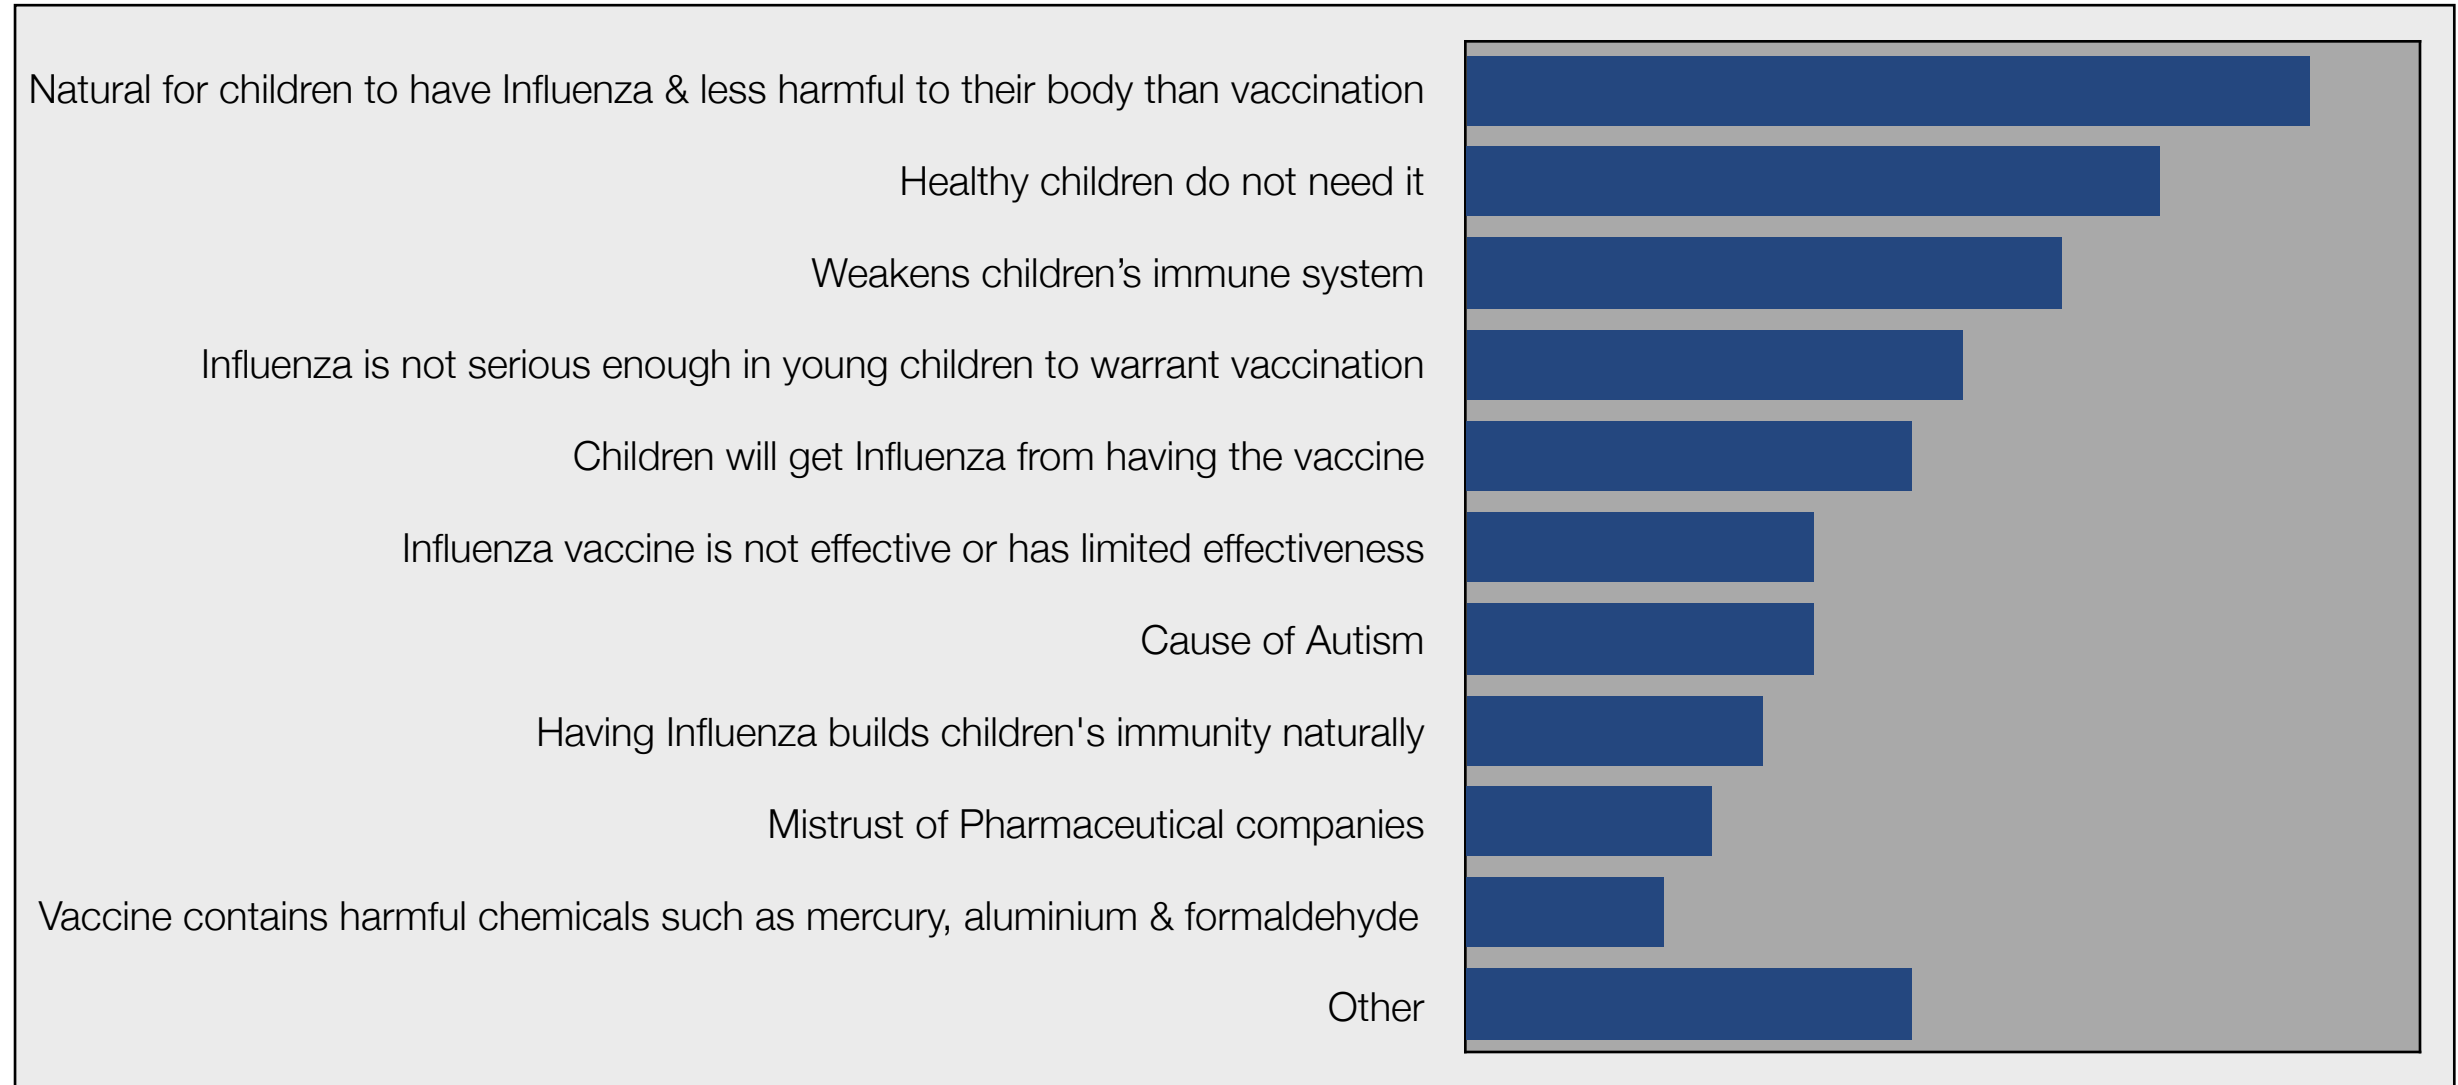 Natural for children to have Influenza & less harmful to their body than vaccination
Healthy children do not need it
Weakens children’s immune system
Influenza is not serious enough in young children to warrant vaccination
Children will get Influenza from having the vaccine
Influenza vaccine is not effective or has limited effectiveness
Cause of Autism
Having Influenza builds children's immunity naturally
Mistrust of Pharmaceutical companies
Vaccine contains harmful chemicals such as mercury, aluminium & formaldehyde
Other